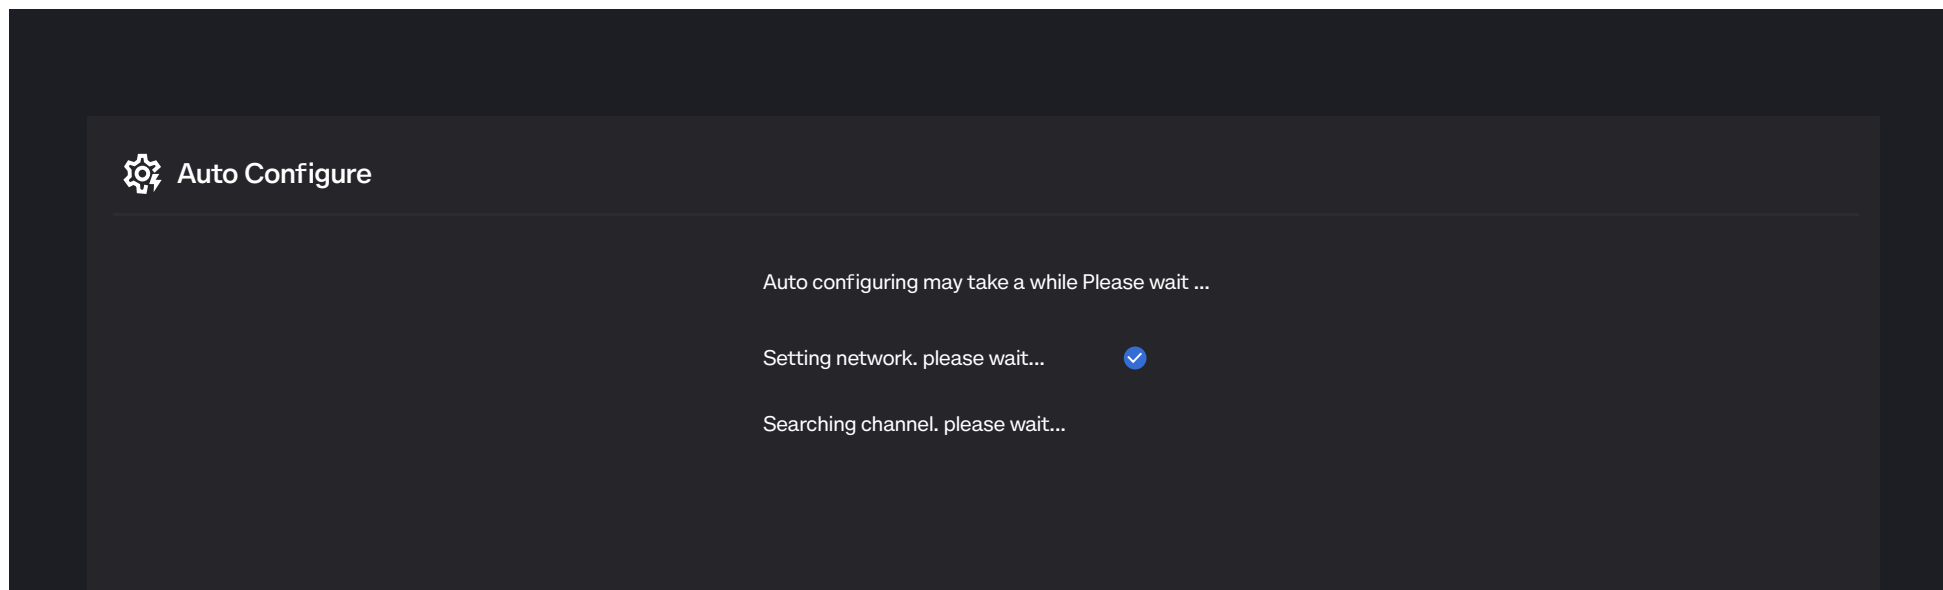 Auto Configure
Auto configuring may take a while Please wait ...
Setting network. please wait...
Searching channel. please wait...